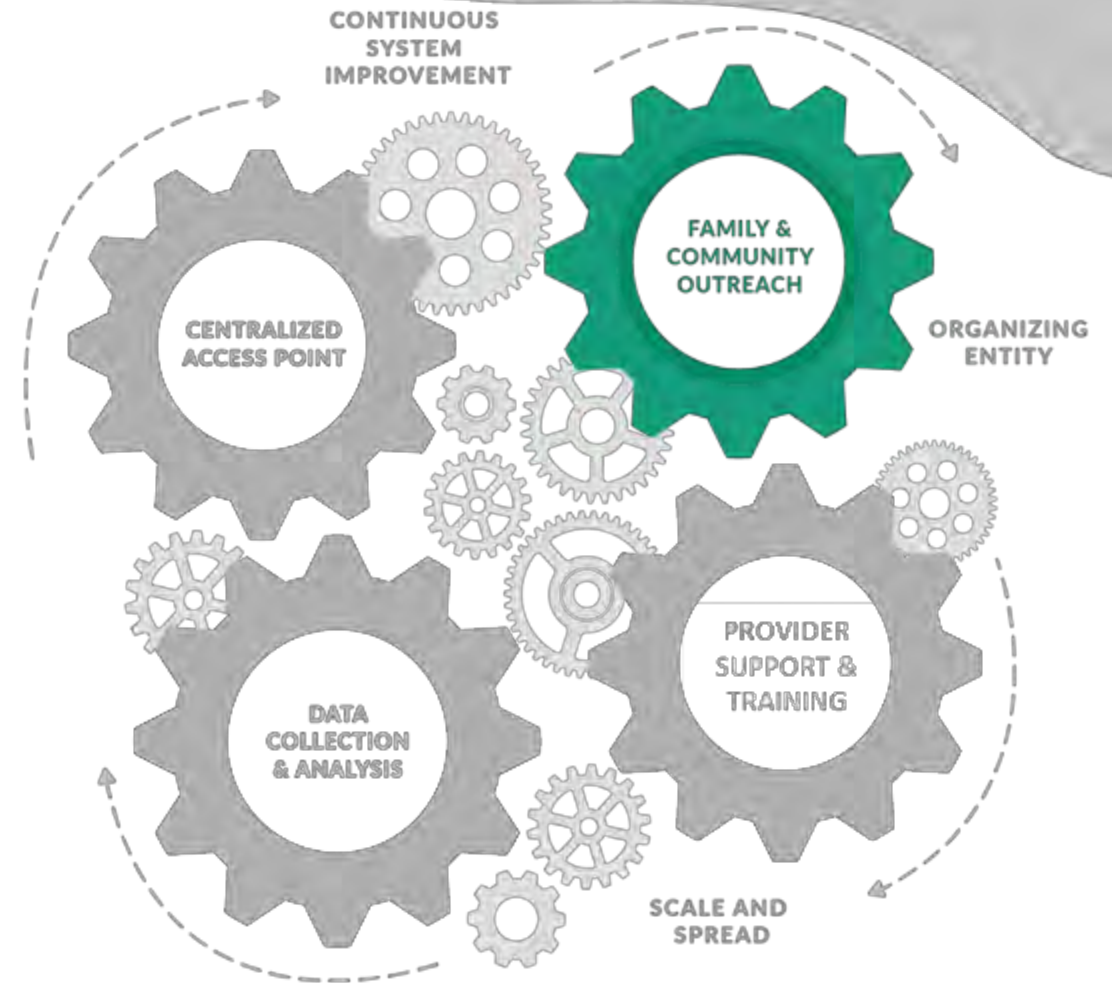 CONTINUOUS
SYSTEM
IMPROVEMENT
FAMILY &
COMMUNITY
OUTREACH
CENTRALIZED
ACCESS POINT
ORGANIZING
ENTITY
PROVIDER
SUPPORT &
TRAINING
DATA
COLLECTION
& ANALYSIS
SCALE AND
SPREAD